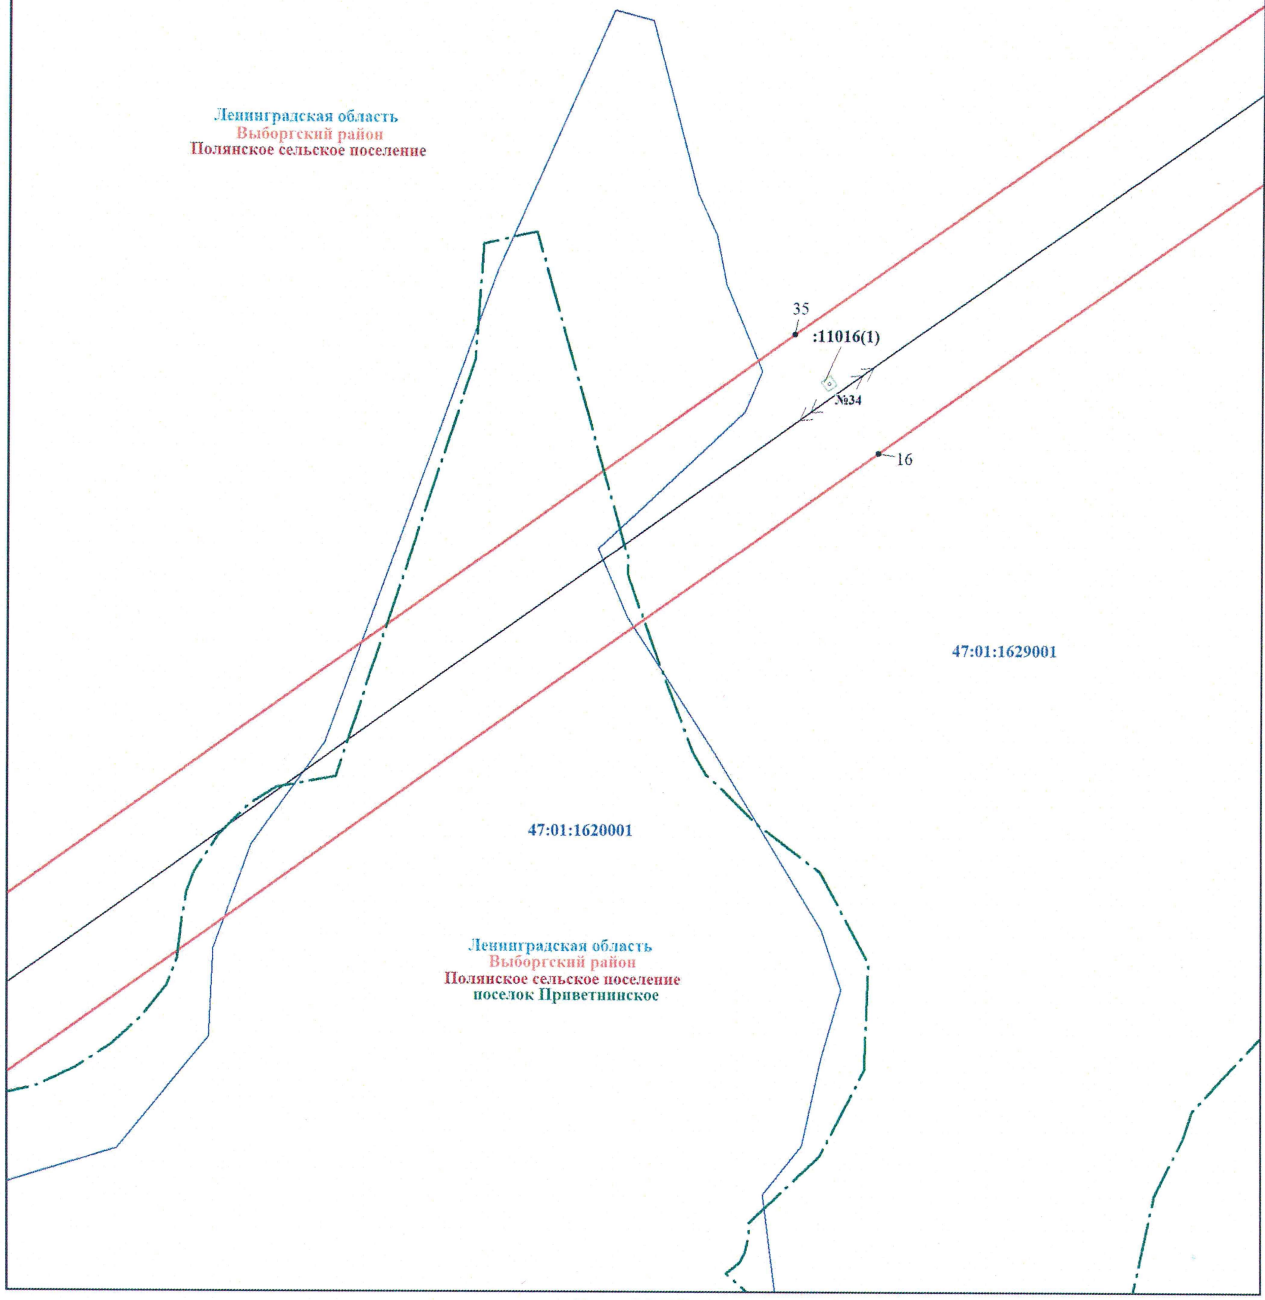 Ленинградская область
Выборгский район
Полянское сельское поселение
35
:11016(1)
№34
16
47:01:1629001
47:01:1620001
Ленинградская область
Выборгский район
Полянское сельское поселение
поселок Приветнинское